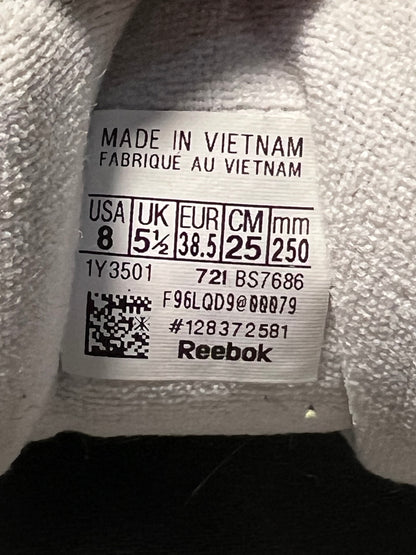 MADE IN VIETNAM
FABRIQUÉ AU VIETNAM
USA UK EUR CM mm
8 5½ 38.5 25 250
1Y3501 721 BS7686
F96LQD9@00079
#128372581
Reebok